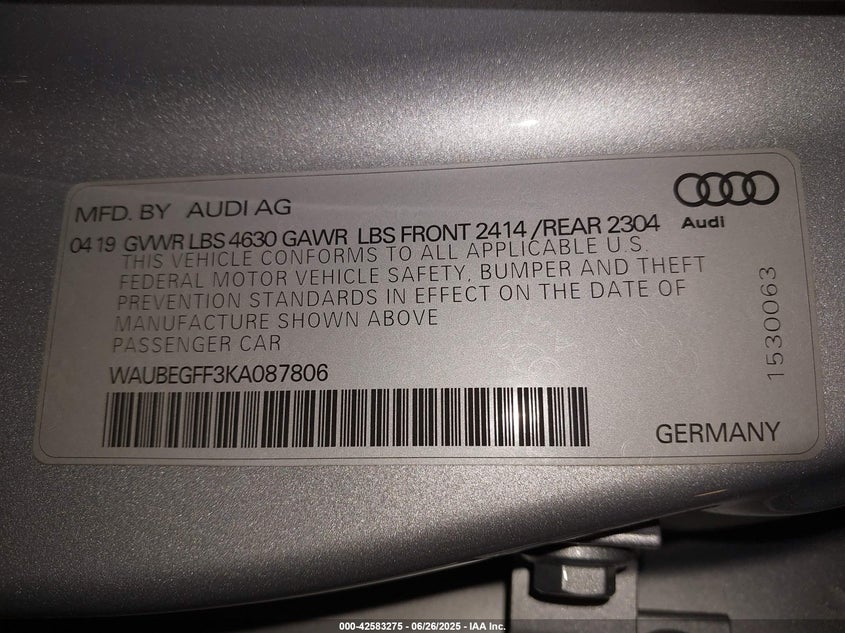 MFD. BY AUDI AG
Audi
04 19 GVWR LBS 4630 GAWR LBS FRONT 2414 /REAR 2304
THIS VEHICLE CONFORMS TO ALL APPLICABLE U.S.
FEDERAL MOTOR VEHICLE SAFETY, BUMPER AND THEFT
PREVENTION STANDARDS IN EFFECT ON THE DATE OF
MANUFACTURE SHOWN ABOVE
PASSENGER CAR
WAUBEGFF3KA087806
1530063
GERMANY
000-42583275 - 06/26/2025 - IAA Inc.